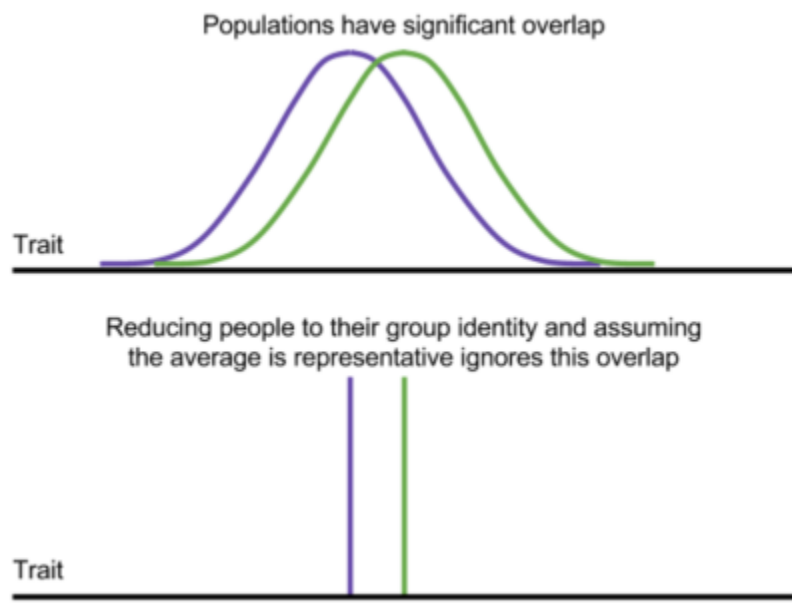 Populations have significant overlap
Trait
Reducing people to their group identity and assuming
the average is representative ignores this overlap
Trait